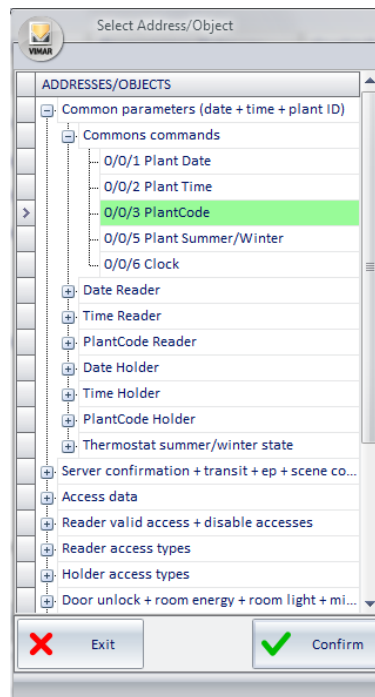 Select Address/Object
VIMAR
ADDRESSES/OBJECTS
Common parameters (date + time + plant ID)
Commons commands
0/0/1 Plant Date
0/0/2 Plant Time
0/0/3 PlantCode
0/0/5 Plant Summer/Winter
0/0/6 Clock
Date Reader
Time Reader
PlantCode Reader
Date Holder
Time Holder
PlantCode Holder
Thermostat summer/winter state
Server confirmation + transit + ep + scene co...
Access data
Reader valid access + disable accesses
Reader access types
Holder access types
Door unlock + room energy + room light + mi...
Exit
Confirm